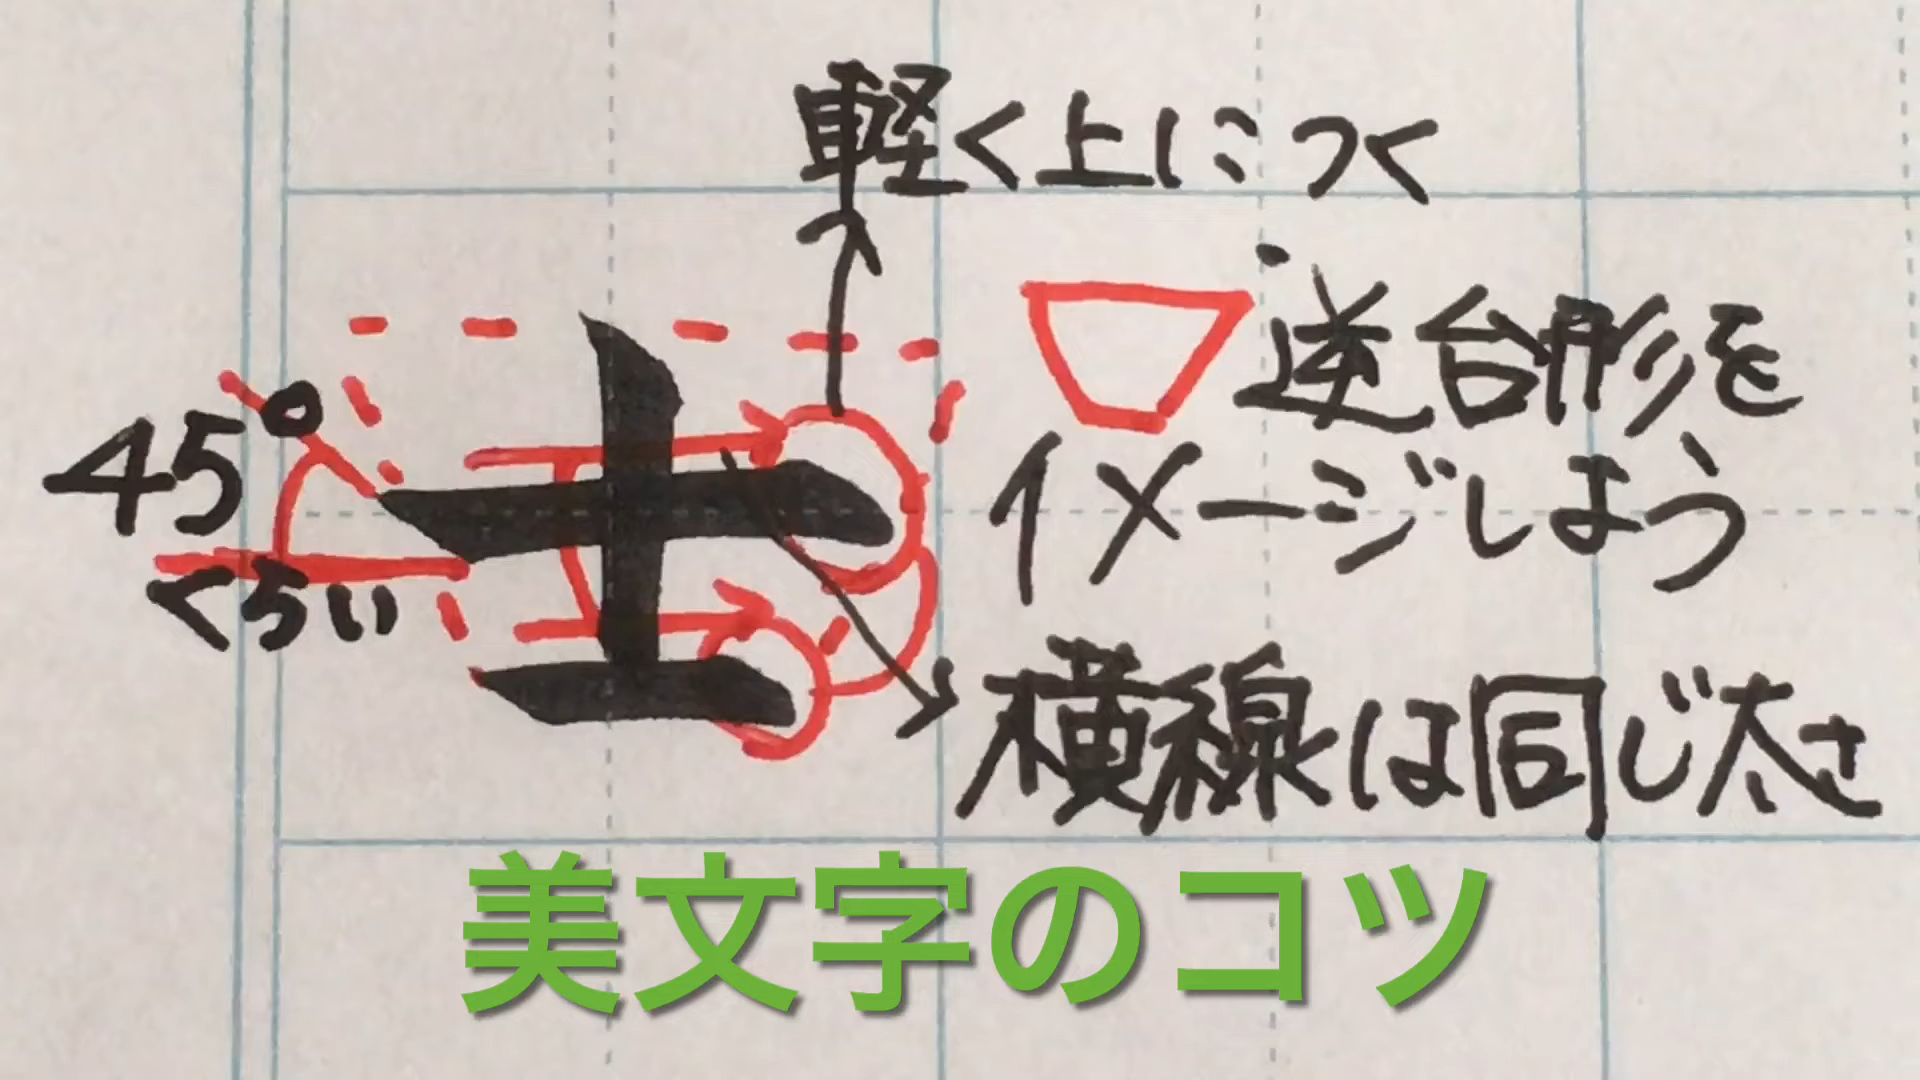 軽く上につく
逆台形を
イメージしよう
45°
くらい
士
横線は同じ太さ
美文字のコツ